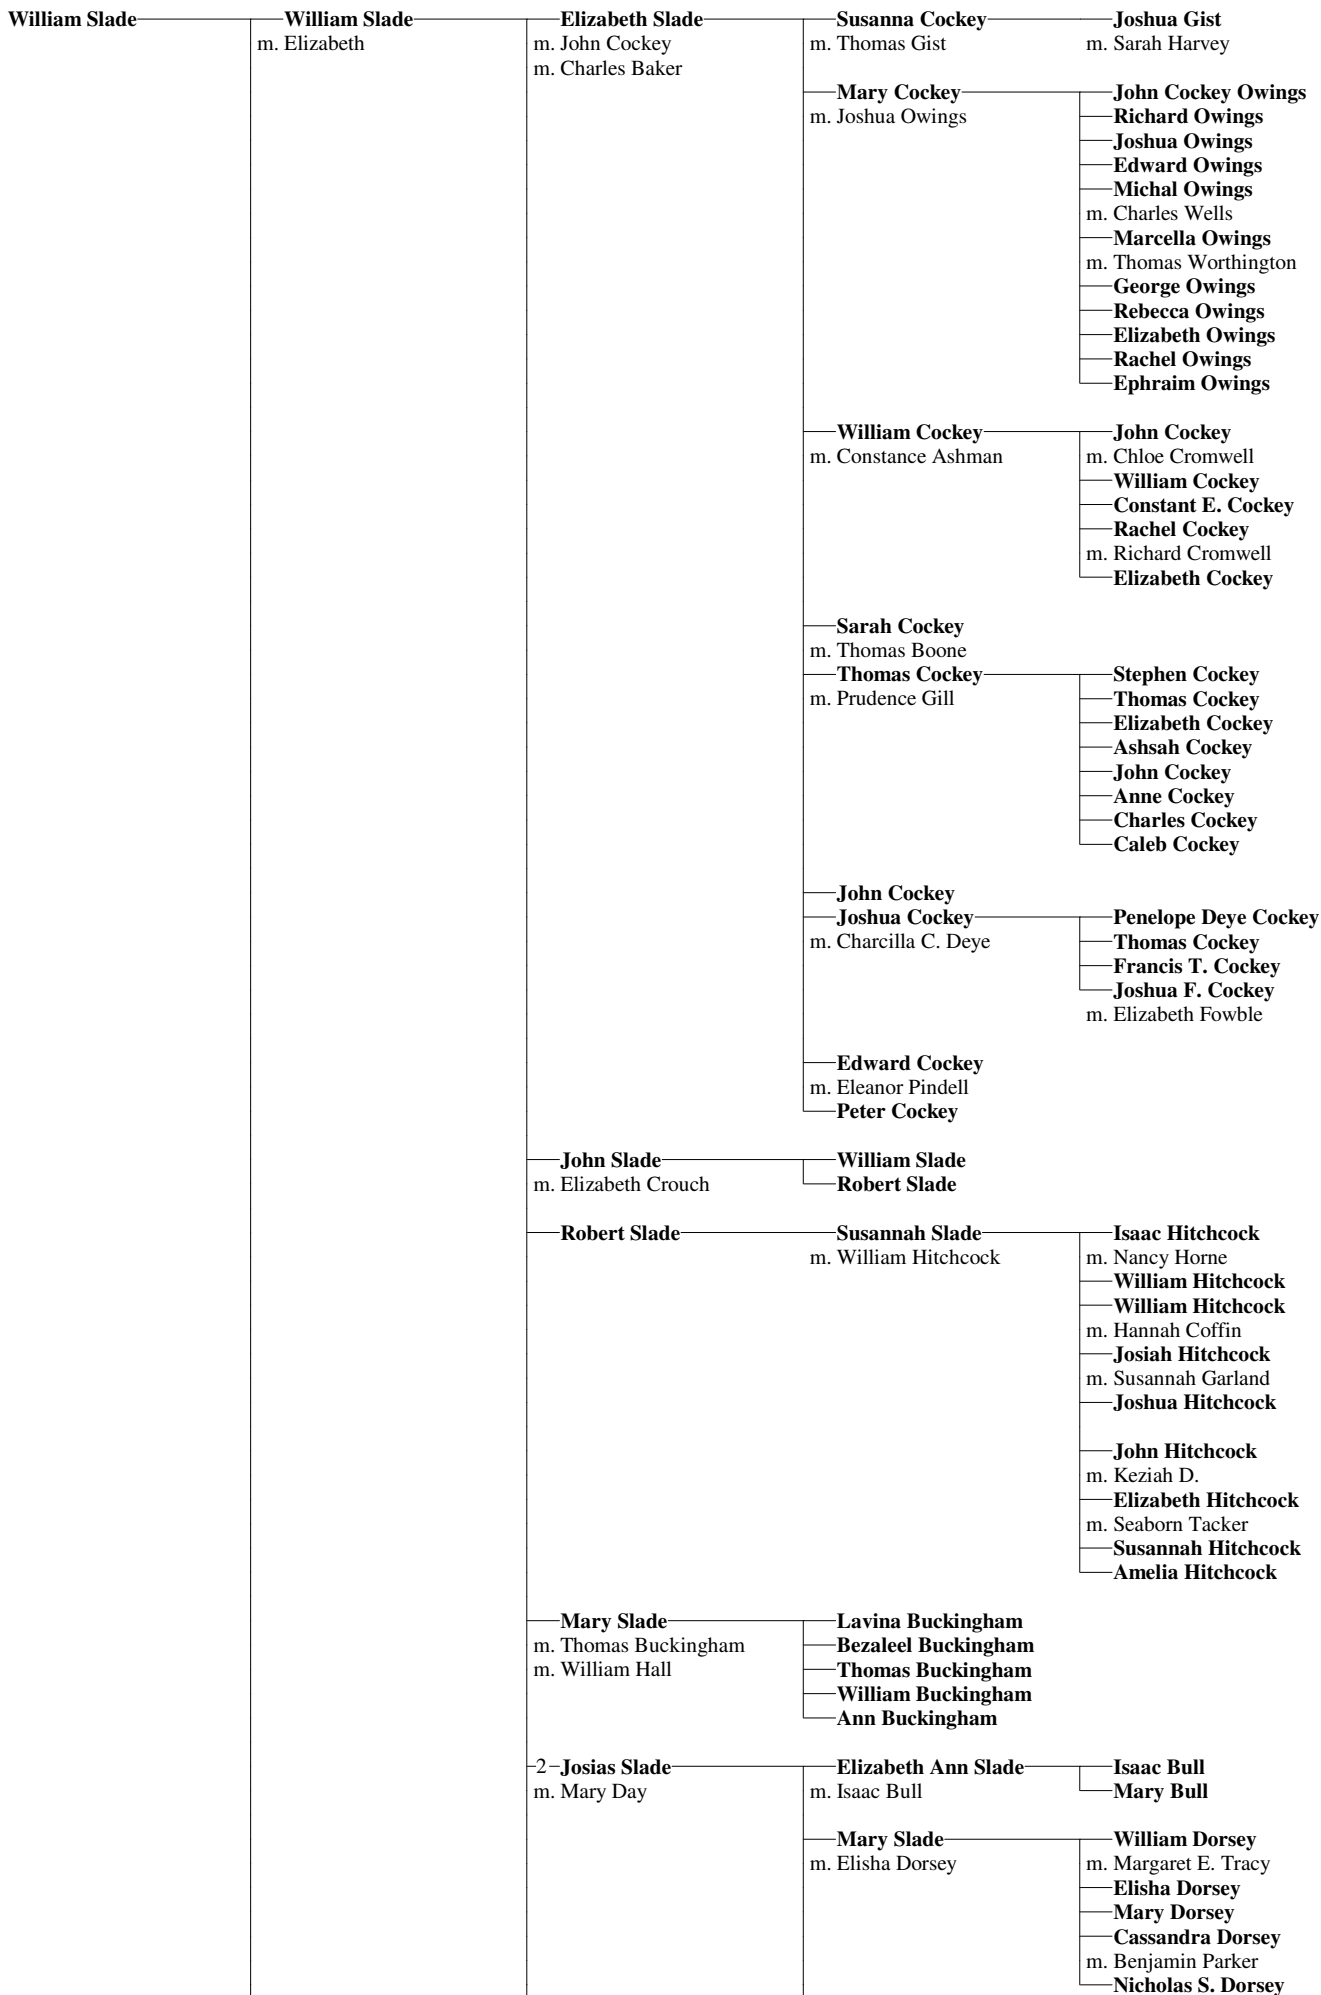 William Slade William Slade Elizabeth Slade Susanna Cockey Joshua Gist
m. Elizabeth m. John Cockey m. Thomas Gist m. Sarah Harvey
m. Charles Baker
Mary Cockey John Cockey Owings
m. Joshua Owings Richard Owings
Joshua Owings
Edward Owings
Michal Owings
m. Charles Wells
Marcella Owings
m. Thomas Worthington
George Owings
Rebecca Owings
Elizabeth Owings
Rachel Owings
Ephraim Owings
William Cockey John Cockey
m. Constance Ashman m. Chloe Cromwell
William Cockey
Constant E. Cockey
Rachel Cockey
m. Richard Cromwell
Elizabeth Cockey
Sarah Cockey
m. Thomas Boone
Thomas Cockey Stephen Cockey
m. Prudence Gill Thomas Cockey
Elizabeth Cockey
Ashsah Cockey
John Cockey
Anne Cockey
Charles Cockey
Caleb Cockey
John Cockey
Joshua Cockey Penelope Deye Cockey
m. Charcilla C. Deye Thomas Cockey
Francis T. Cockey
Joshua F. Cockey
m. Elizabeth Fowble
Edward Cockey
m. Eleanor Pindell
Peter Cockey
John Slade William Slade
m. Elizabeth Crouch Robert Slade
Robert Slade Susannah Slade Isaac Hitchcock
m. William Hitchcock m. Nancy Horne
William Hitchcock
William Hitchcock
m. Hannah Coffin
Josiah Hitchcock
m. Susannah Garland
Joshua Hitchcock
John Hitchcock
m. Keziah D.
Elizabeth Hitchcock
m. Seaborn Tacker
Susannah Hitchcock
Amelia Hitchcock
Mary Slade Lavina Buckingham
m. Thomas Buckingham Bezaleel Buckingham
m. William Hall Thomas Buckingham
William Buckingham
Ann Buckingham
2 Josias Slade Elizabeth Ann Slade Isaac Bull
m. Mary Day m. Isaac Bull Mary Bull
Mary Slade William Dorsey
m. Elisha Dorsey m. Margaret E. Tracy
Elisha Dorsey
Mary Dorsey
Cassandra Dorsey
m. Benjamin Parker
Nicholas S. Dorsey